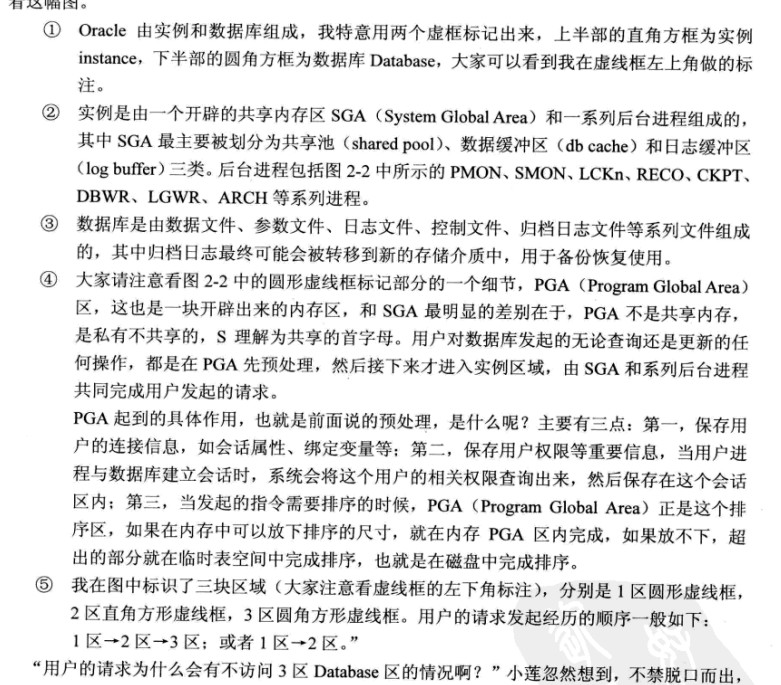 看这幅图。
① Oracle 由实例和数据库组成，我特意用两个虚框标记出来，上半部的直角方框为实例
instance，下半部的圆角方框为数据库 Database，大家可以看到我在虚线框左上角做的标
注。
② 实例是由一个开辟的共享内存区 SGA（System Global Area）和一系列后台进程组成的，
其中 SGA 最主要被划分为共享池（shared pool）、数据缓冲区（db cache）和日志缓冲区
（log buffer）三类。后台进程包括图 2-2 中所示的 PMON、SMON、LCKn、RECO、CKPT、
DBWR、LGWR、ARCH 等系列进程。
③ 数据库是由数据文件、参数文件、日志文件、控制文件、归档日志文件等系列文件组成
的，其中归档日志最终可能会被转移到新的存储介质中，用于备份恢复使用。
④ 大家请注意看图 2-2 中的圆形虚线框标记部分的一个细节，PGA（Program Global Area）
区，这也是一块开辟出来的内存区，和 SGA 最明显的差别在于，PGA 不是共享内存，
是私有不共享的，S 理解为共享的首字母。用户对数据库发起的无论查询还是更新的任
何操作，都是在 PGA 先预处理，然后接下来才进入实例区域，由 SGA 和系列后台进程
共同完成用户发起的请求。
PGA 起到的具体作用，也就是前面说的预处理，是什么呢？主要有三点：第一，保存用
户的连接信息，如会话属性、绑定变量等；第二，保存用户权限等重要信息，当用户进
程与数据库建立会话时，系统会将这个用户的相关权限查询出来，然后保存在这个会话
区内；第三，当发起的指令需要排序的时候，PGA（Program Global Area）正是这个排
序区，如果在内存中可以放下排序的尺寸，就在内存 PGA 区内完成，如果放不下，超
出的部分就在临时表空间中完成排序，也就是在磁盘中完成排序。
⑤ 我在图中标识了三块区域（大家注意看虚线框的左下角标注），分别是 1 区圆形虚线框，
2 区直角方形虚线框，3 区圆角方形虚线框。用户的请求发起经历的顺序一般如下：
1 区→2 区→3 区；或者 1 区→2 区。”
“用户的请求为什么会有不访问 3 区 Database 区的情况啊？”小莲忽然想到，不禁脱口而出，